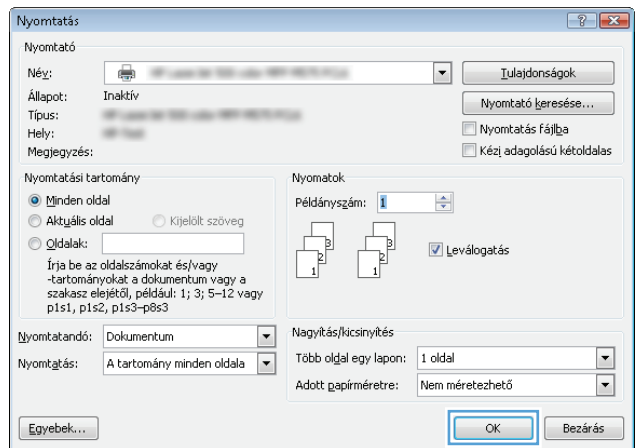 Nyomtatás
Nyomtató
Név:
Tulajdonságok
Állapot: Inaktív
Nyomtató keresése...
Típus:
Hely:
Nyomtatás fájlba
Megjegyzés:
Kézi adagolású kétoldalas
Nyomtatási tartomány
Minden oldal
Aktuális oldal
Kijelölt szöveg
Oldalak:
Írja be az
oldalszámokat és/vagy
-tartományokat a dokumentum vagy a
szakasz elejétől, például: 1; 3; 5–12 vagy
p1s1, p1s2, p1s3–p8s3
Nyomatok
Példányszám: 1
1 2 3
1 2 3
Leválogatás
Nyomtatandó: Dokumentum
Nyomtatás: A tartomány minden oldala
Nagyítás/kicsinyítés
Több oldal egy lapon: 1 oldal
Adott papírméretre: Nem méretezhető
Egyebek...
OK
Bezárás